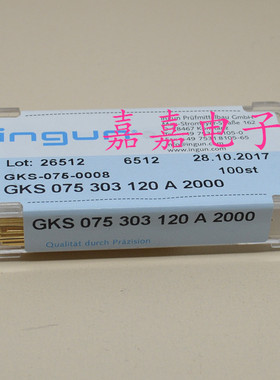 嘉嘉电子
ingun
Lot: 26512 6512 28.10.2017
GKS-075-0008 100st
GKS 075 303 120 A 2000
GKS 075 303 120 A 2000
Qualität durch Präzision